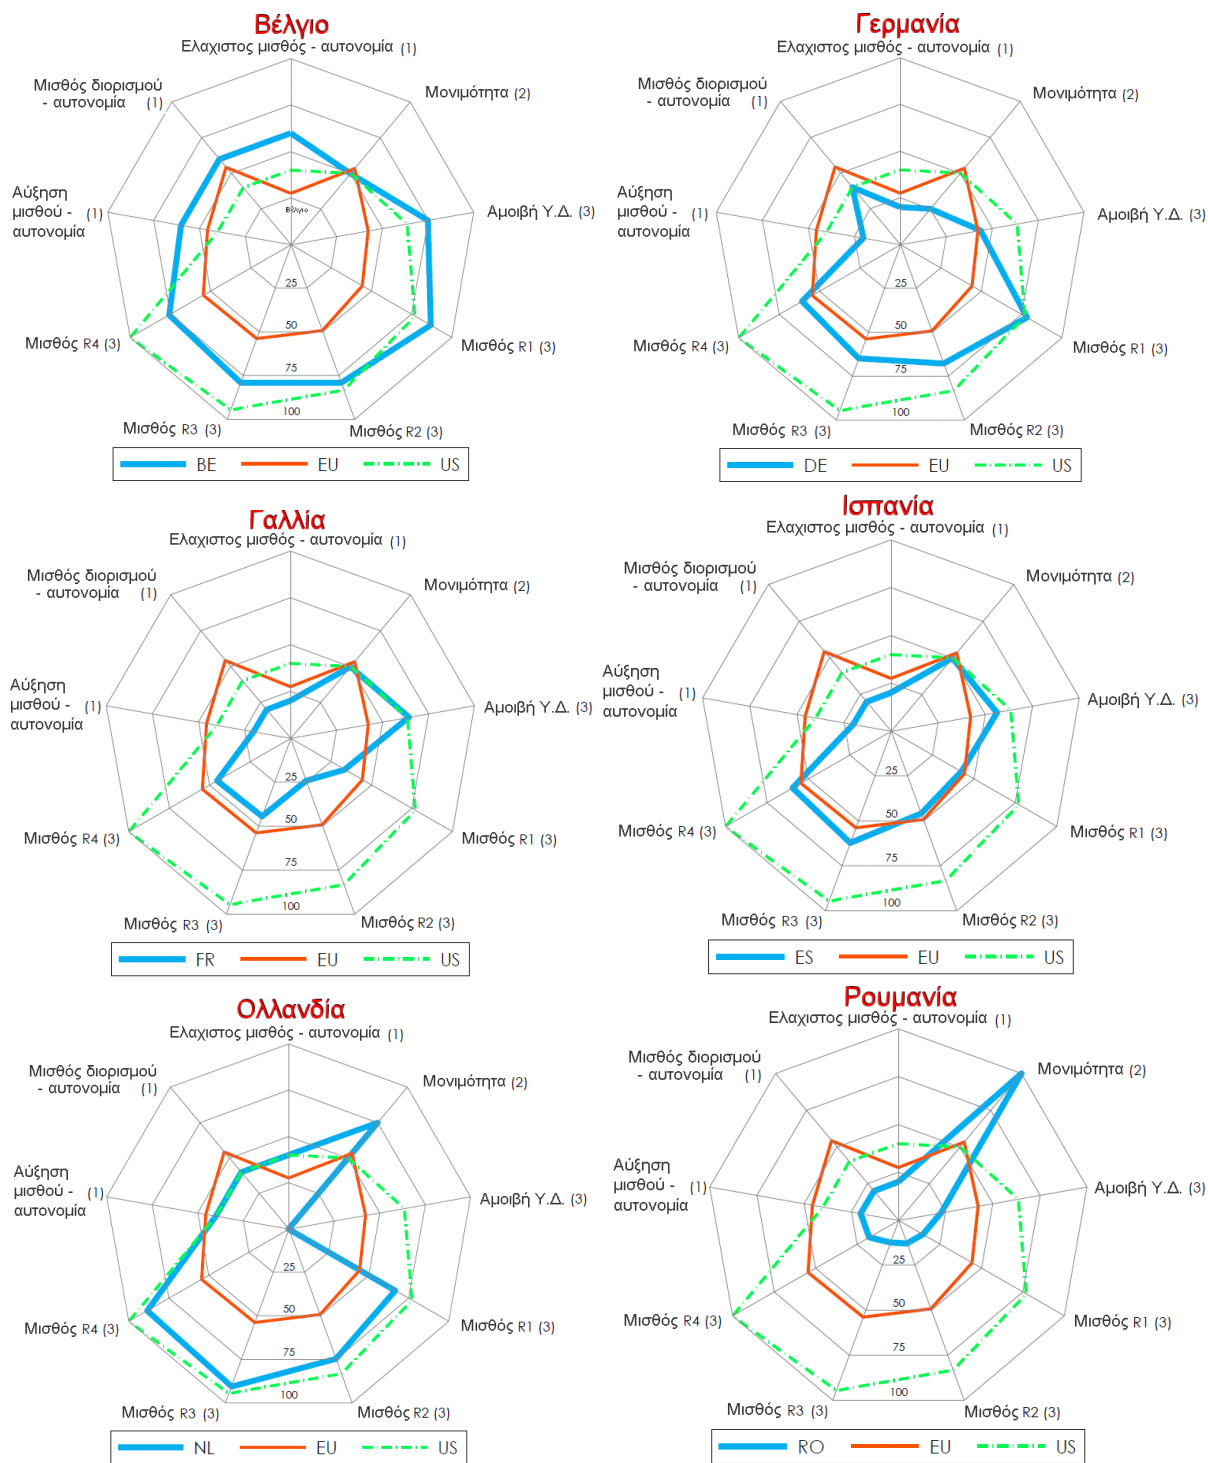 Βέλγιο
Ελαχιστος μισθός - αυτονομία (1)
Μισθός διορισμού
- αυτονομία (1)
Μονιμότητα (2)
Αύξηση
μισθού - (1)
αυτονομία
Αμοιβή Υ.Δ. (3)
Βέλγιο
25
50
75
100
Μισθός R4 (3)
Μισθός R1 (3)
Μισθός R3 (3)
Μισθός R2 (3)
BE EU US
Γερμανία
Ελαχιστος μισθός - αυτονομία (1)
Μισθός διορισμού
- αυτονομία (1)
Μονιμότητα (2)
Αύξηση
μισθού - (1)
αυτονομία
Αμοιβή Υ.Δ. (3)
25
50
75
100
Μισθός R4 (3)
Μισθός R1 (3)
Μισθός R3 (3)
Μισθός R2 (3)
DE EU US
Γαλλία
Ελαχιστος μισθός - αυτονομία (1)
Μισθός διορισμού
- αυτονομία (1)
Μονιμότητα (2)
Αύξηση
μισθού - (1)
αυτονομία
Αμοιβή Υ.Δ. (3)
25
50
75
100
Μισθός R4 (3)
Μισθός R1 (3)
Μισθός R3 (3)
Μισθός R2 (3)
FR EU US
Ισπανία
Ελαχιστος μισθός - αυτονομία (1)
Μισθός διορισμού
- αυτονομία (1)
Μονιμότητα (2)
Αύξηση
μισθού - (1)
αυτονομία
Αμοιβή Υ.Δ. (3)
25
50
75
100
Μισθός R4 (3)
Μισθός R1 (3)
Μισθός R3 (3)
Μισθός R2 (3)
ES EU US
Ολλανδία
Ελαχιστος μισθός - αυτονομία (1)
Μισθός διορισμού
- αυτονομία (1)
Μονιμότητα (2)
Αύξηση
μισθού - (1)
αυτονομία
Αμοιβή Υ.Δ. (3)
25
50
75
100
Μισθός R4 (3)
Μισθός R1 (3)
Μισθός R3 (3)
Μισθός R2 (3)
NL EU US
Ρουμανία
Ελαχιστος μισθός - αυτονομία (1)
Μισθός διορισμού
- αυτονομία (1)
Μονιμότητα (2)
Αύξηση
μισθού - (1)
αυτονομία
Αμοιβή Υ.Δ. (3)
25
50
75
100
Μισθός R4 (3)
Μισθός R1 (3)
Μισθός R3 (3)
Μισθός R2 (3)
RO EU US